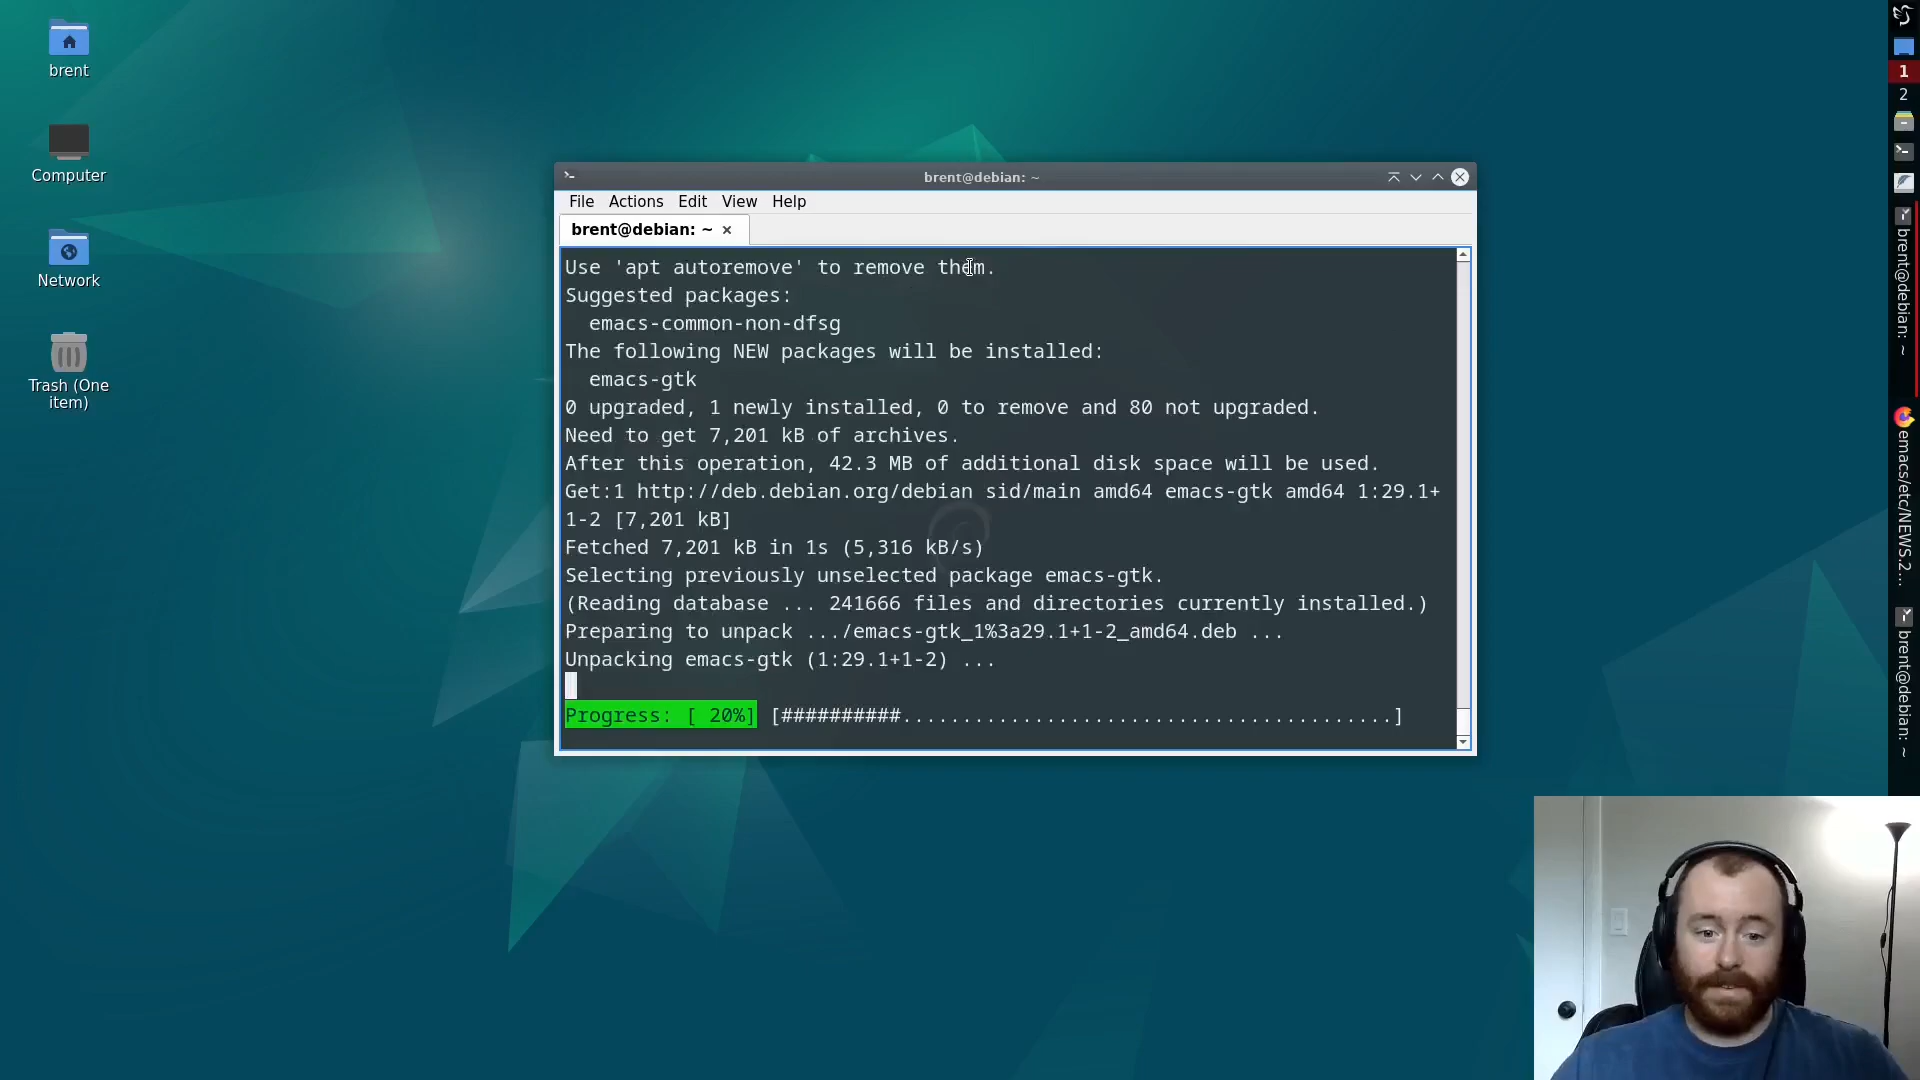 brent
Computer
Network
Trash (One
item)
brent@debian: ~
File Actions Edit View Help
brent@debian: ~ ×
Use 'apt autoremove' to remove them.
Suggested packages:
emacs-common-non-dfsg
The following NEW packages will be installed:
emacs-gtk
0 upgraded, 1 newly installed, 0 to remove and 80 not upgraded.
Need to get 7,201 kB of archives.
After this operation, 42.3 MB of additional disk space will be used.
Get:1 http://deb.debian.org/debian sid/main amd64 emacs-gtk amd64 1:29.1+
1-2 [7,201 kB]
Fetched 7,201 kB in 1s (5,316 kB/s)
Selecting previously unselected package emacs-gtk.
(Reading database ... 241666 files and directories currently installed.)
Preparing to unpack .../emacs-gtk_1%3a29.1+1-2_amd64.deb ...
Unpacking emacs-gtk (1:29.1+1-2) ...
Progress: [ 20%] [##########.........................................]
1
2
brent@debian: ~
emacs/etc/NEWS.2...
brent@debian: ~